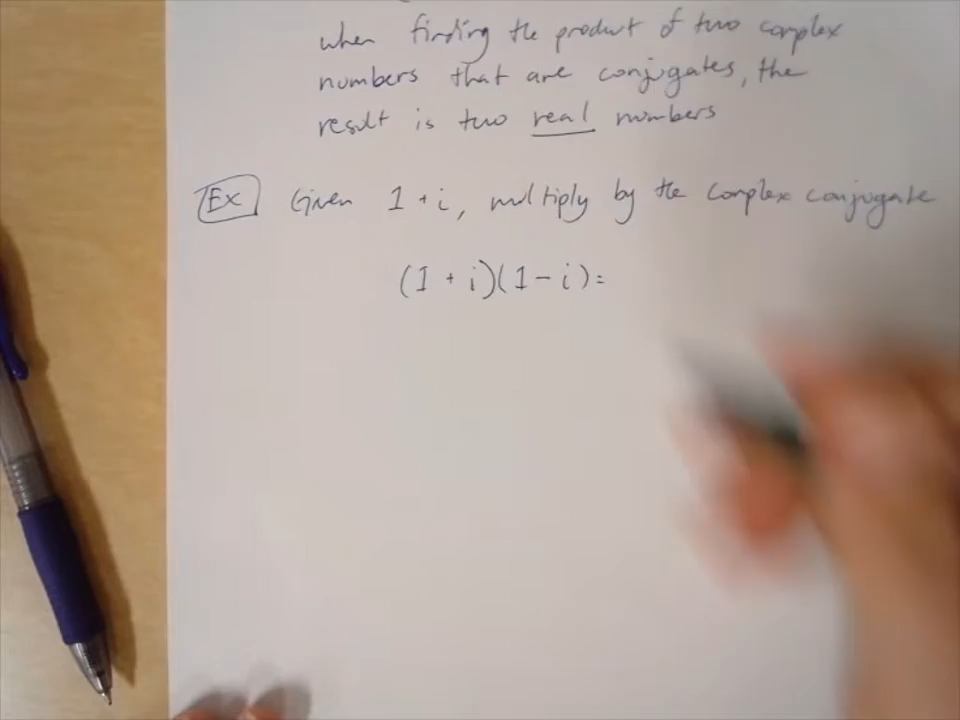 when finding the product of two complex
numbers that are conjugates, the
result is two real numbers
Ex Given 1 + i, multiply by the complex conjugate
(1 + i)(1 - i) =